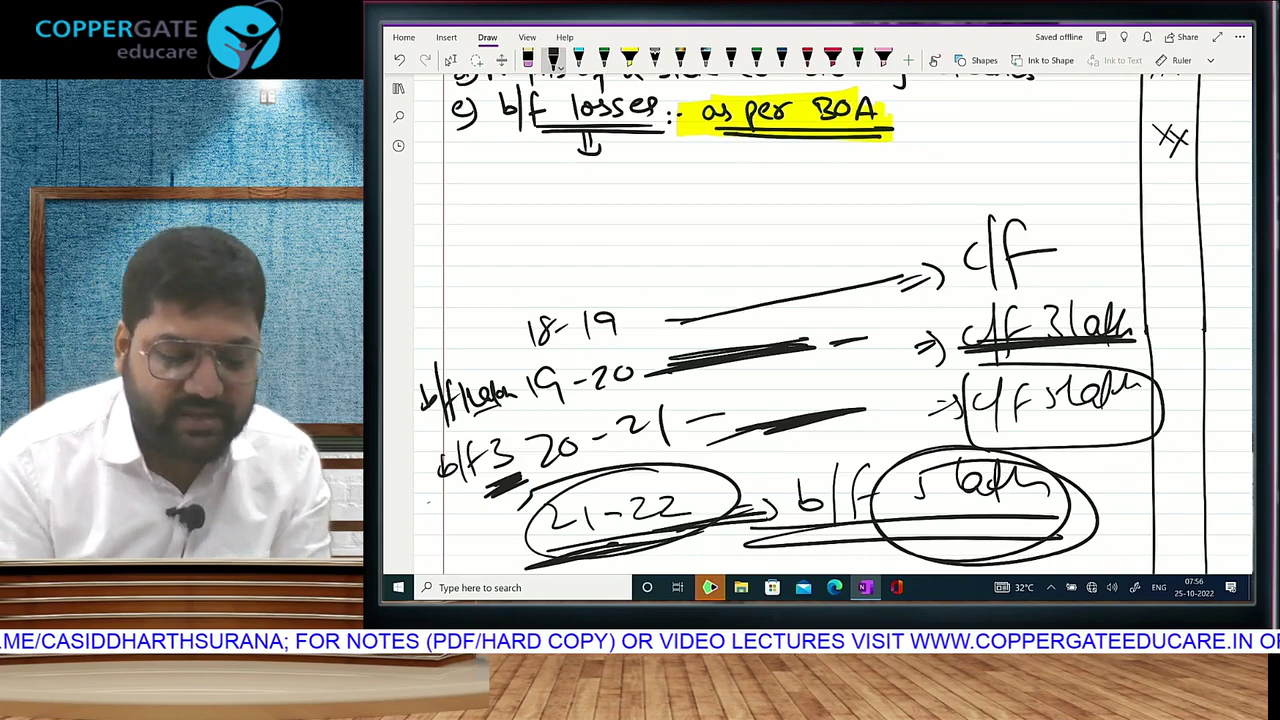 COPPERGATE
educare
Home Insert Draw View Help
Saved offline
Share
Shapes
Ink to Shape
Ink to Text
Ruler
e) b/f losses :- as per BOA
xy
c/f
18-19
c/f 3 lakh
19-20
c/f 5 lakh
b/f 3 20-21
21-22 b/f 5 lakh
Type here to search
32°C
ENG
07:56
25-10-2022
.ME/CASIDDHARTHSURANA; FOR NOTES (PDF/HARD COPY) OR VIDEO LECTURES VISIT WWW.COPPERGATEEDUCARE.IN